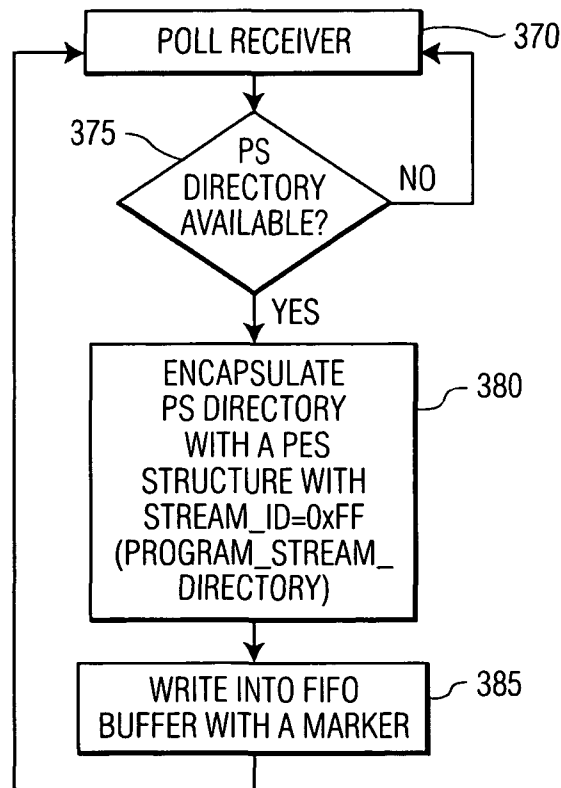 POLL RECEIVER
370
375
PS
DIRECTORY
AVAILABLE?
NO
YES
ENCAPSULATE
PS DIRECTORY
WITH A PES
STRUCTURE WITH
STREAM_ID=0xFF
(PROGRAM_STREAM_
DIRECTORY)
380
WRITE INTO FIFO
BUFFER WITH A MARKER
385